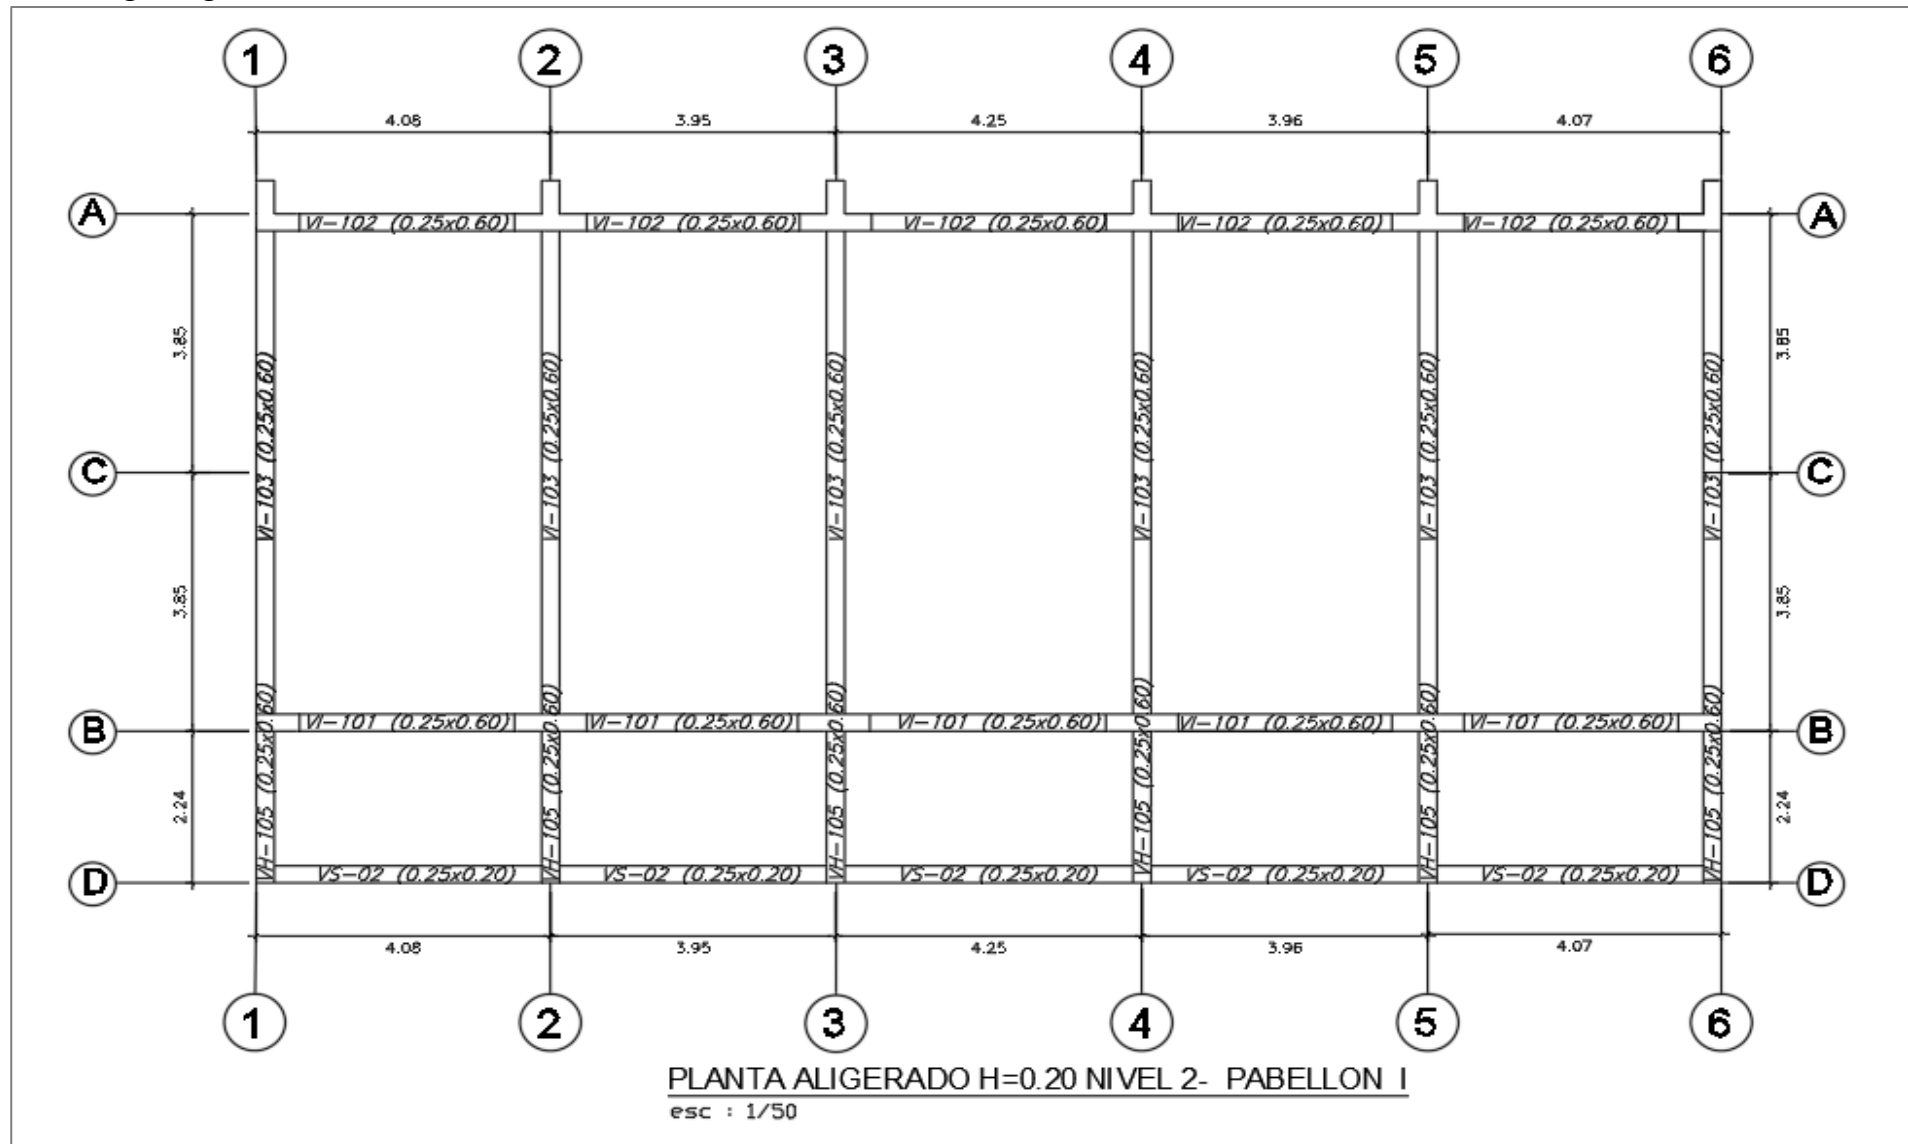 1 2 3 4 5 6
4.08 3.95 4.25 3.96 4.07
A VI-102 (0.25x0.60) VI-102 (0.25x0.60) VI-102 (0.25x0.60) VI-102 (0.25x0.60) VI-102 (0.25x0.60) A
3.85 3.85
VI-103 (0.25x0.60) VI-103 (0.25x0.60) VI-103 (0.25x0.60) VI-103 (0.25x0.60) VI-103 (0.25x0.60) VI-103 (0.25x0.60)
C C
3.85 3.85
B VI-101 (0.25x0.60) VI-101 (0.25x0.60) VI-101 (0.25x0.60) VI-101 (0.25x0.60) VI-101 (0.25x0.60) B
VH-105 (0.25x0.60) VH-105 (0.25x0.60) VH-105 (0.25x0.60) VH-105 (0.25x0.60) VH-105 (0.25x0.60) VH-105 (0.25x0.60)
2.24 2.24
D VS-02 (0.25x0.20) VS-02 (0.25x0.20) VS-02 (0.25x0.20) VS-02 (0.25x0.20) VS-02 (0.25x0.20) D
4.08 3.95 4.25 3.96 4.07
1 2 3 4 5 6
PLANTA ALIGERADO H=0.20 NIVEL 2- PABELLON I
esc : 1/50